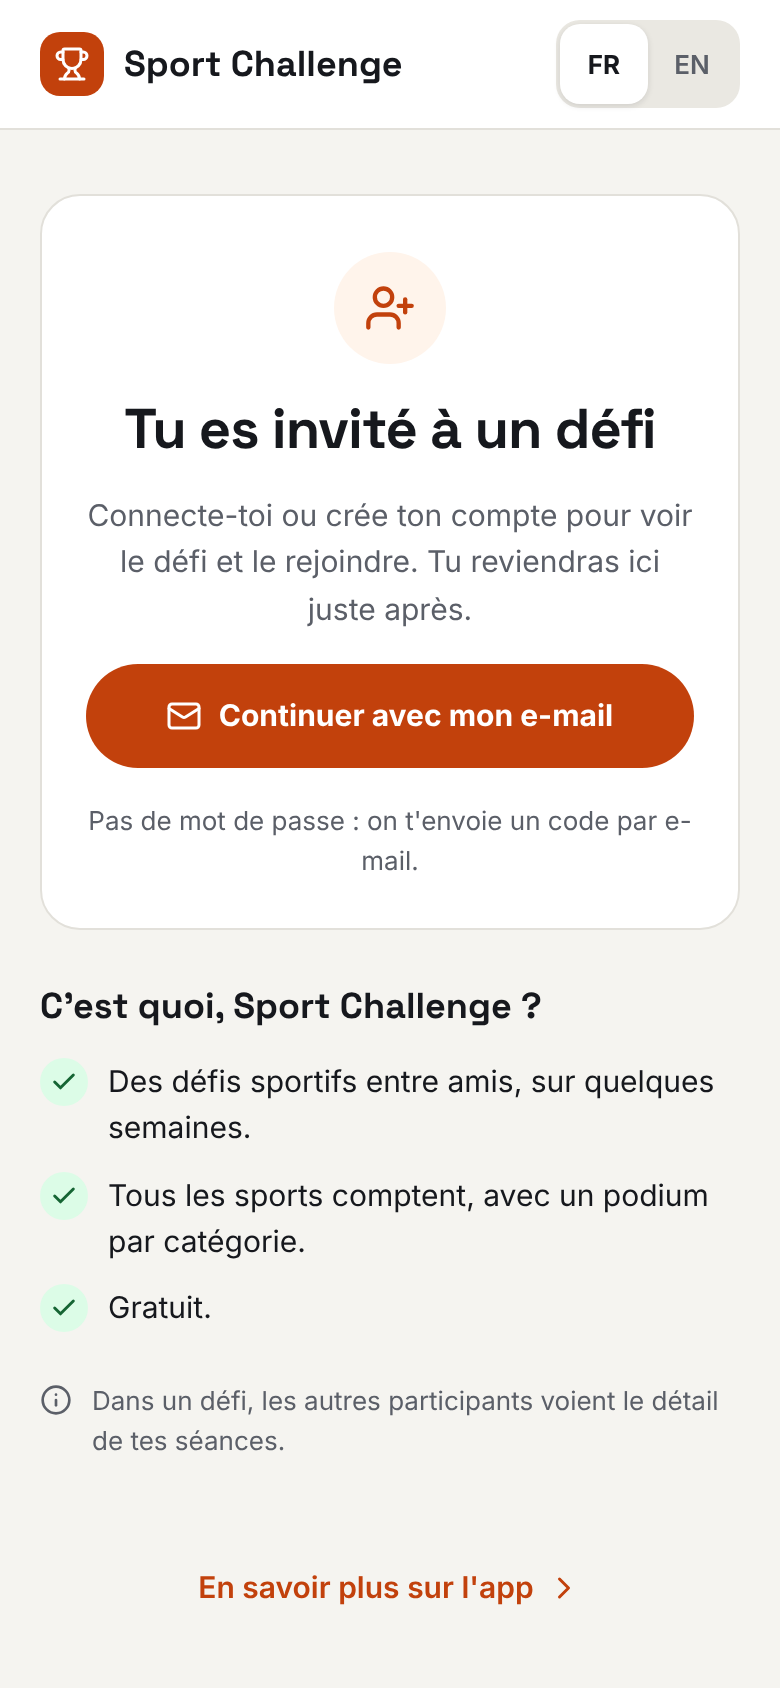 Sport Challenge
FR
EN
Tu es invité à un défi
Connecte-toi ou crée ton compte pour voir
le défi et le rejoindre. Tu reviendras ici
juste après.
Continuer avec mon e-mail
Pas de mot de passe : on t'envoie un code par e-
mail.
C’est quoi, Sport Challenge ?
Des défis sportifs entre amis, sur quelques
semaines.
Tous les sports comptent, avec un podium
par catégorie.
Gratuit.
Dans un défi, les autres participants voient le détail
de tes séances.
En savoir plus sur l'app